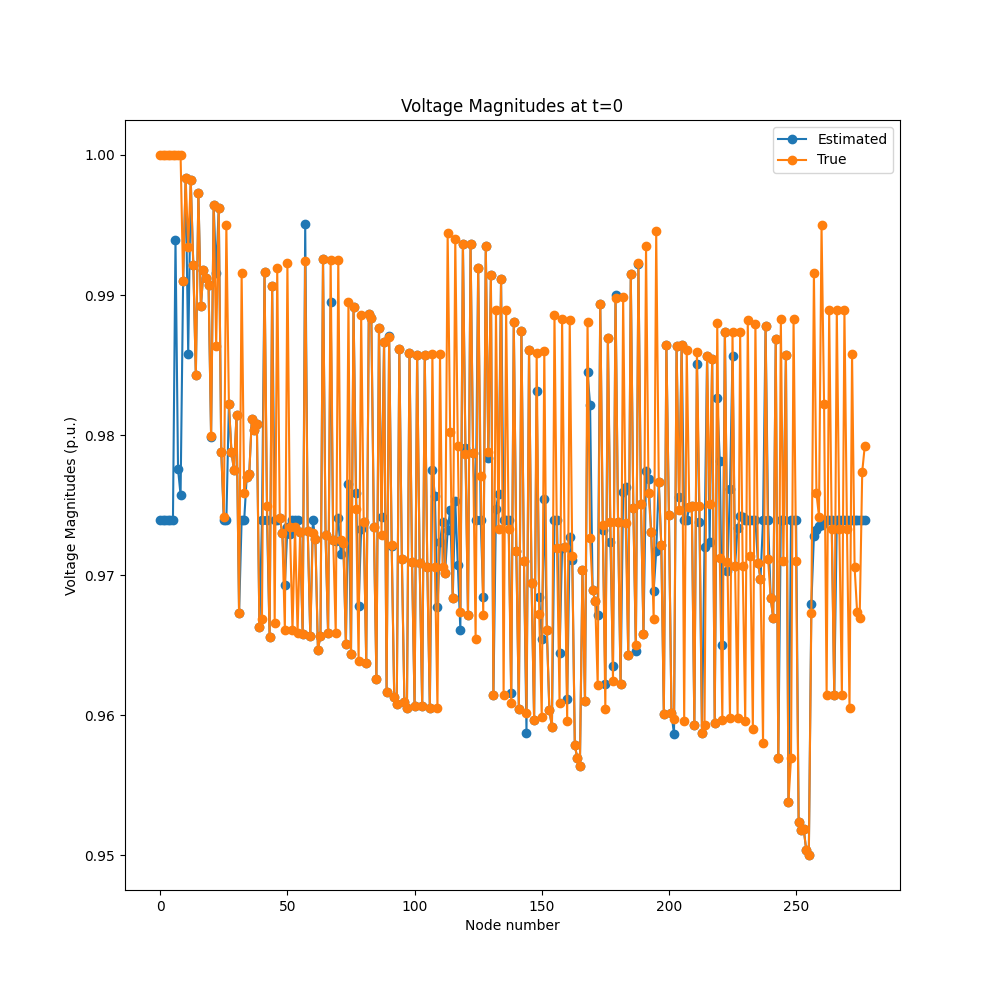 Voltage Magnitudes at t=0
Estimated
True
Voltage Magnitudes (p.u.)
1.00
0.99
0.98
0.97
0.96
0.95
0 50 100 150 200 250
Node number